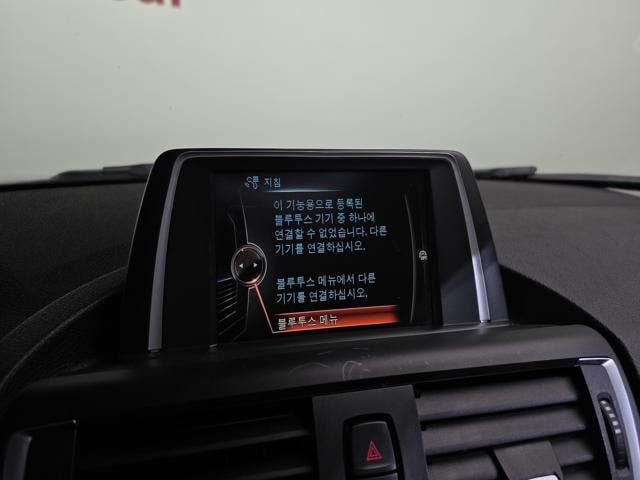 지침
이 기능용으로 등록된
블루투스 기기 중 하나에
연결할 수 없었습니다. 다른
기기를 연결하십시오.
블루투스 메뉴에서 다른
기기를 연결하십시오.
블루투스 메뉴